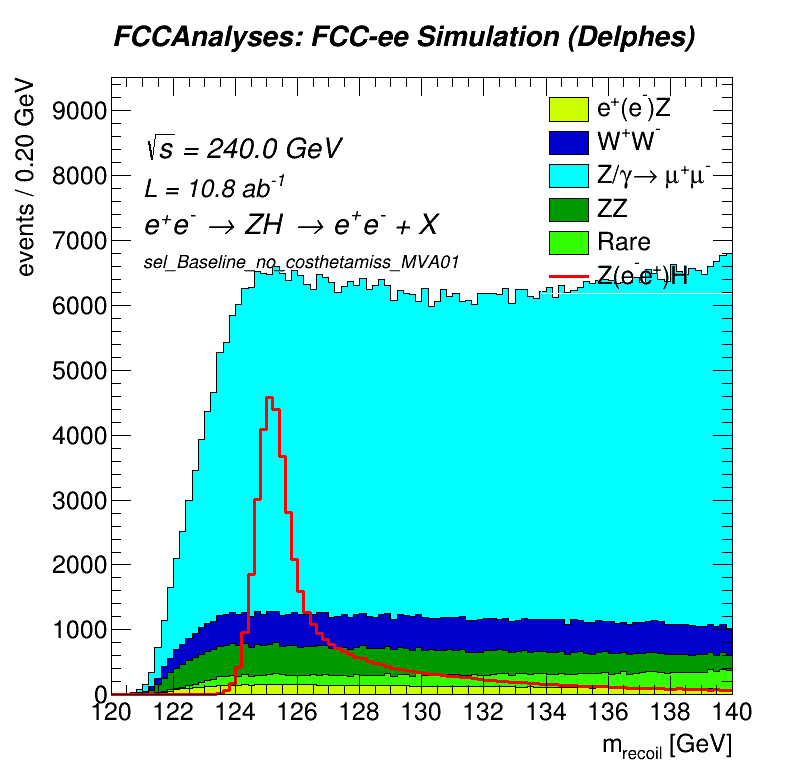 FCCAnalyses: FCC-ee Simulation (Delphes)
events / 0.20 GeV
9000
8000
7000
6000
5000
4000
3000
2000
1000
0
√s = 240.0 GeV
L = 10.8 ab⁻¹
e⁺e⁻ → ZH → e⁺e⁻ + X
sel_Baseline_no_costhetamiss_MVA01
e⁺(e⁻)Z
W⁺W⁻
Z/γ→ μ⁺μ⁻
ZZ
Rare
Z(e⁻e⁺)H
120 122 124 126 128 130 132 134 136 138 140
m_recoil [GeV]